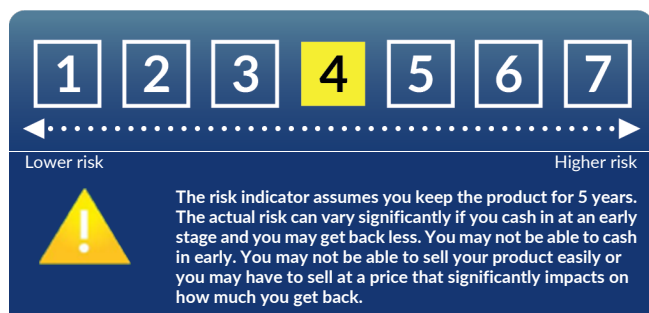 1 2 3 4 5 6 7
Lower risk Higher risk
The risk indicator assumes you keep the product for 5 years.
The actual risk can vary significantly if you cash in at an early
stage and you may get back less. You may not be able to cash
in early. You may not be able to sell your product easily or
you may have to sell at a price that significantly impacts on
how much you get back.